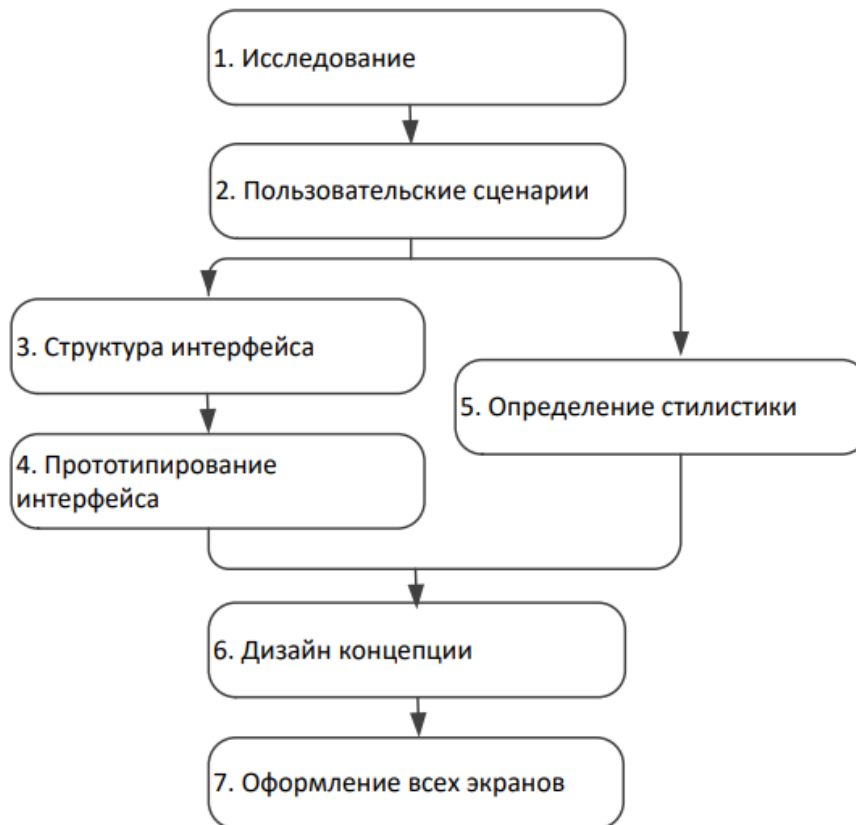 1. Исследование
2. Пользовательские сценарии
3. Структура интерфейса
4. Прототипирование
интерфейса
5. Определение стилистики
6. Дизайн концепции
7. Оформление всех экранов